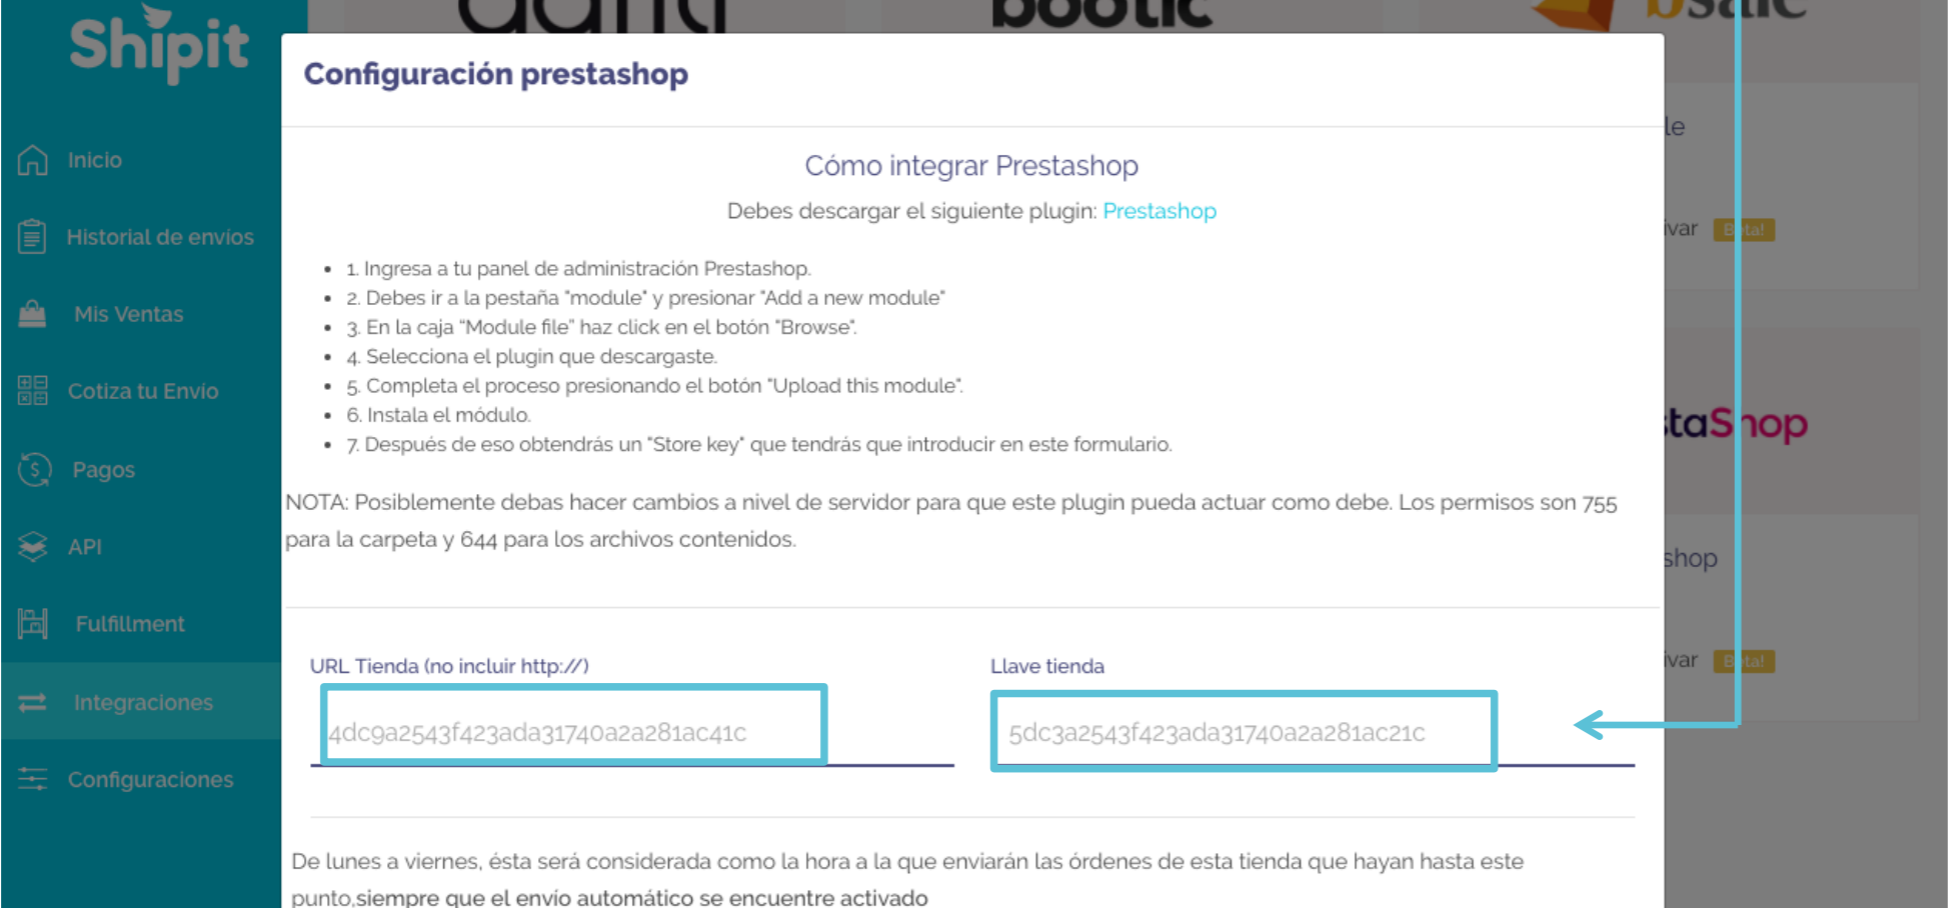 bootic
bsale
Shipit
Configuración prestashop
le
Cómo integrar Prestashop
Inicio
Debes descargar el siguiente plugin: Prestashop
ivar Beta!
Historial de envíos
• 1. Ingresa a tu panel de administración Prestashop.
• 2. Debes ir a la pestaña "module" y presionar "Add a new module"
Mis Ventas
• 3. En la caja "Module file" haz click en el botón "Browse".
• 4. Selecciona el plugin que descargaste.
Cotiza tu Envío
• 5. Completa el proceso presionando el botón "Upload this module".
• 6. Instala el módulo.
staShop
• 7. Después de eso obtendrás un "Store key" que tendrás que introducir en este formulario.
Pagos
NOTA: Posiblemente debas hacer cambios a nivel de servidor para que este plugin pueda actuar como debe. Los permisos son 755
para la carpeta y 644 para los archivos contenidos.
API
shop
Fulfillment
URL Tienda (no incluir http://)
Llave tienda
ivar Beta!
Integraciones
4dc9a2543f423ada31740a2a281ac41c
5dc3a2543f423ada31740a2a281ac21c
Configuraciones
De lunes a viernes, ésta será considerada como la hora a la que enviarán las órdenes de esta tienda que hayan hasta este
punto,siempre que el envío automático se encuentre activado